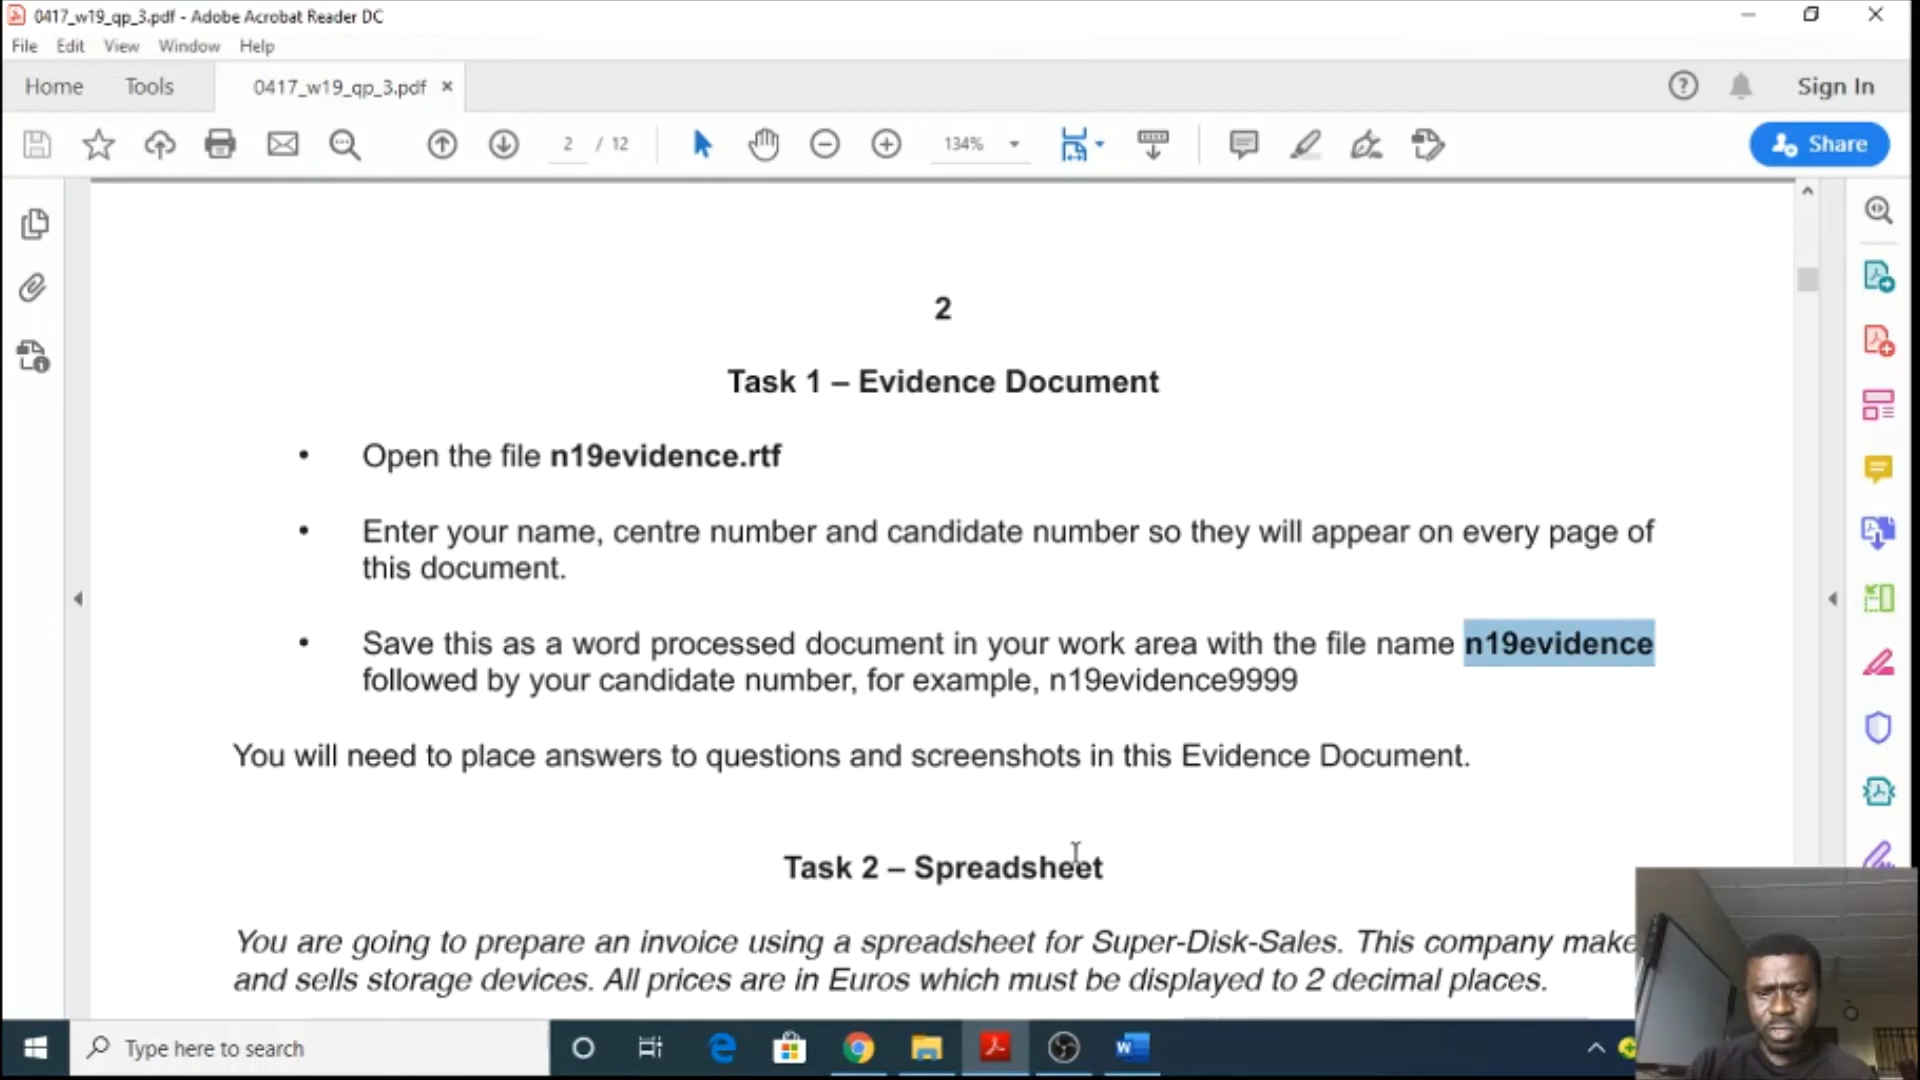 0417_w19_qp_3.pdf - Adobe Acrobat Reader DC
File Edit View Window Help
Home Tools 0417_w19_qp_3.pdf × Sign In
2 / 12 134% Share
2
Task 1 – Evidence Document
• Open the file n19evidence.rtf
• Enter your name, centre number and candidate number so they will appear on every page of
this document.
• Save this as a word processed document in your work area with the file name n19evidence
followed by your candidate number, for example, n19evidence9999
You will need to place answers to questions and screenshots in this Evidence Document.
Task 2 – Spreadsheet
You are going to prepare an invoice using a spreadsheet for Super-Disk-Sales. This company make
and sells storage devices. All prices are in Euros which must be displayed to 2 decimal places.
Type here to search